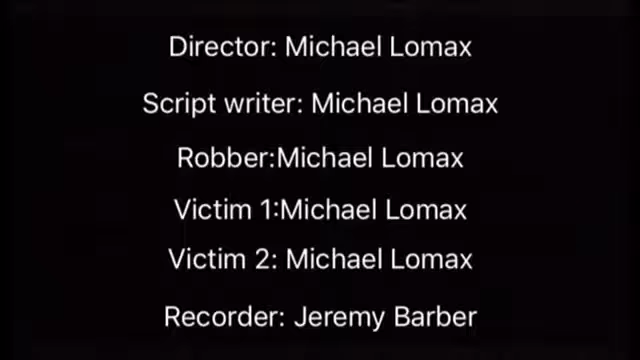 Director: Michael Lomax
Script writer: Michael Lomax
Robber:Michael Lomax
Victim 1:Michael Lomax
Victim 2: Michael Lomax
Recorder: Jeremy Barber